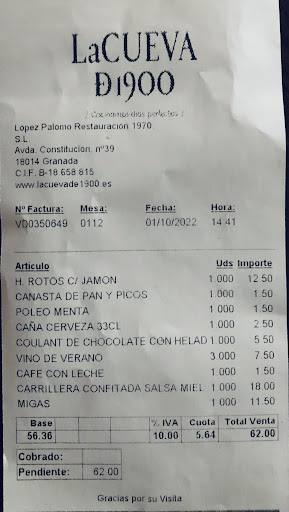 LaCUEVA
D1900
Lopez Palomo Restauracion 1970
S.L
Avda. Constitucion, nº39
18014 Granada
C.I.F. B-18 658 815
www.lacuevade1900.es
Nº Factura: Mesa: Fecha: Hora:
VD0350649 0112 01/10/2022 14:41
Articulo Uds Importe
H. ROTOS C/ JAMON 1.000 12.50
CANASTA DE PAN Y PICOS 1.000 1.50
POLEO MENTA 1.000 1.50
CAÑA CERVEZA 33CL 1.000 2.50
COULANT DE CHOCOLATE CON HELAD 1.000 5.50
VINO DE VERANO 3.000 7.50
CAFE CON LECHE 1.000 1.50
CARRILLERA CONFITADA SALSA MIEL 1.000 18.00
MIGAS 1.000 11.50
Base % IVA Cuota Total Venta
56.36 10.00 5.64 62.00
Cobrado:
Pendiente: 62.00
Gracias por su Visita